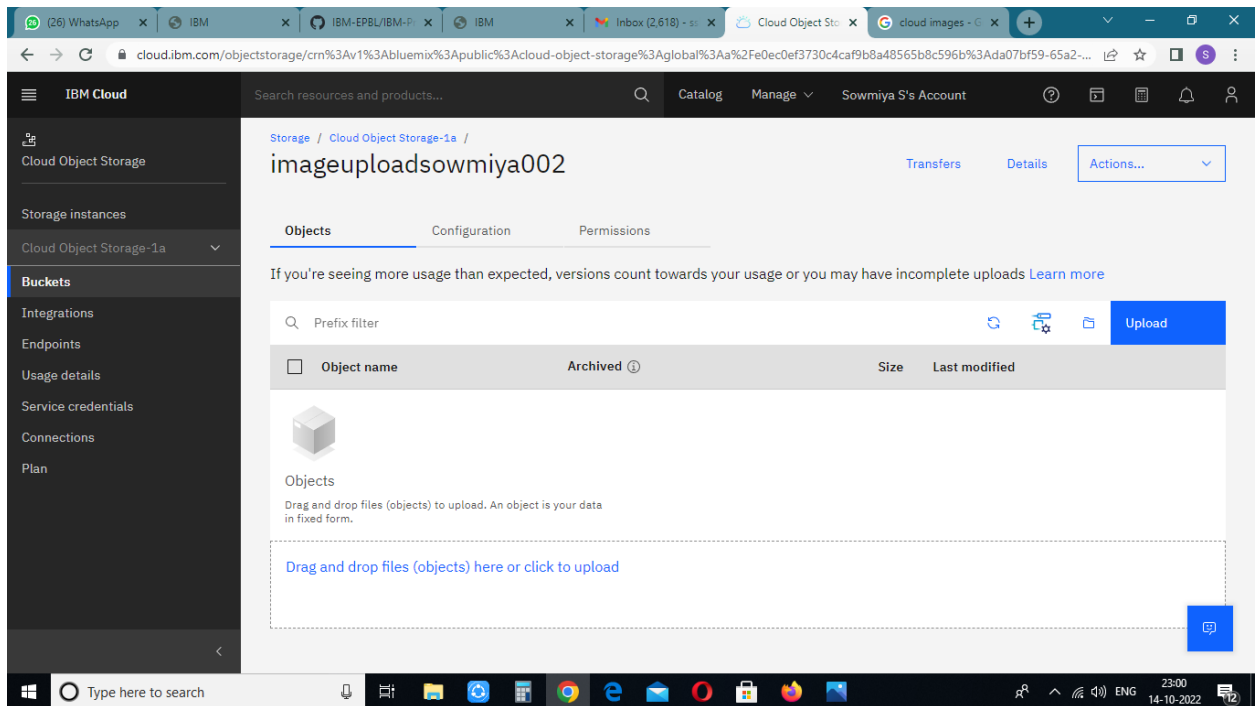 26 (26) WhatsApp
IBM
IBM-EPBL/IBM-Pr
IBM
Inbox (2,618) - ss
Cloud Object Sto
cloud images - G
cloud.ibm.com/objectstorage/crn%3Av1%3Abluemix%3Apublic%3Acloud-object-storage%3Aglobal%3Aa%2Fe0ec0ef3730c4caf9b8a48565b8c596b%3Ada07bf59-65a2-...
S
IBM Cloud
Search resources and products...
Catalog
Manage
Sowmiya S's Account
Cloud Object Storage
Storage instances
Cloud Object Storage-1a
Buckets
Integrations
Endpoints
Usage details
Service credentials
Connections
Plan
Storage / Cloud Object Storage-1a /
imageuploadsowmiya002
Transfers
Details
Actions...
Objects
Configuration
Permissions
If you're seeing more usage than expected, versions count towards your usage or you may have incomplete uploads Learn more
Prefix filter
Upload
Object name
Archived
Size
Last modified
Objects
Drag and drop files (objects) to upload. An object is your data
in fixed form.
Drag and drop files (objects) here or click to upload
Type here to search
ENG
23:00
14-10-2022
12